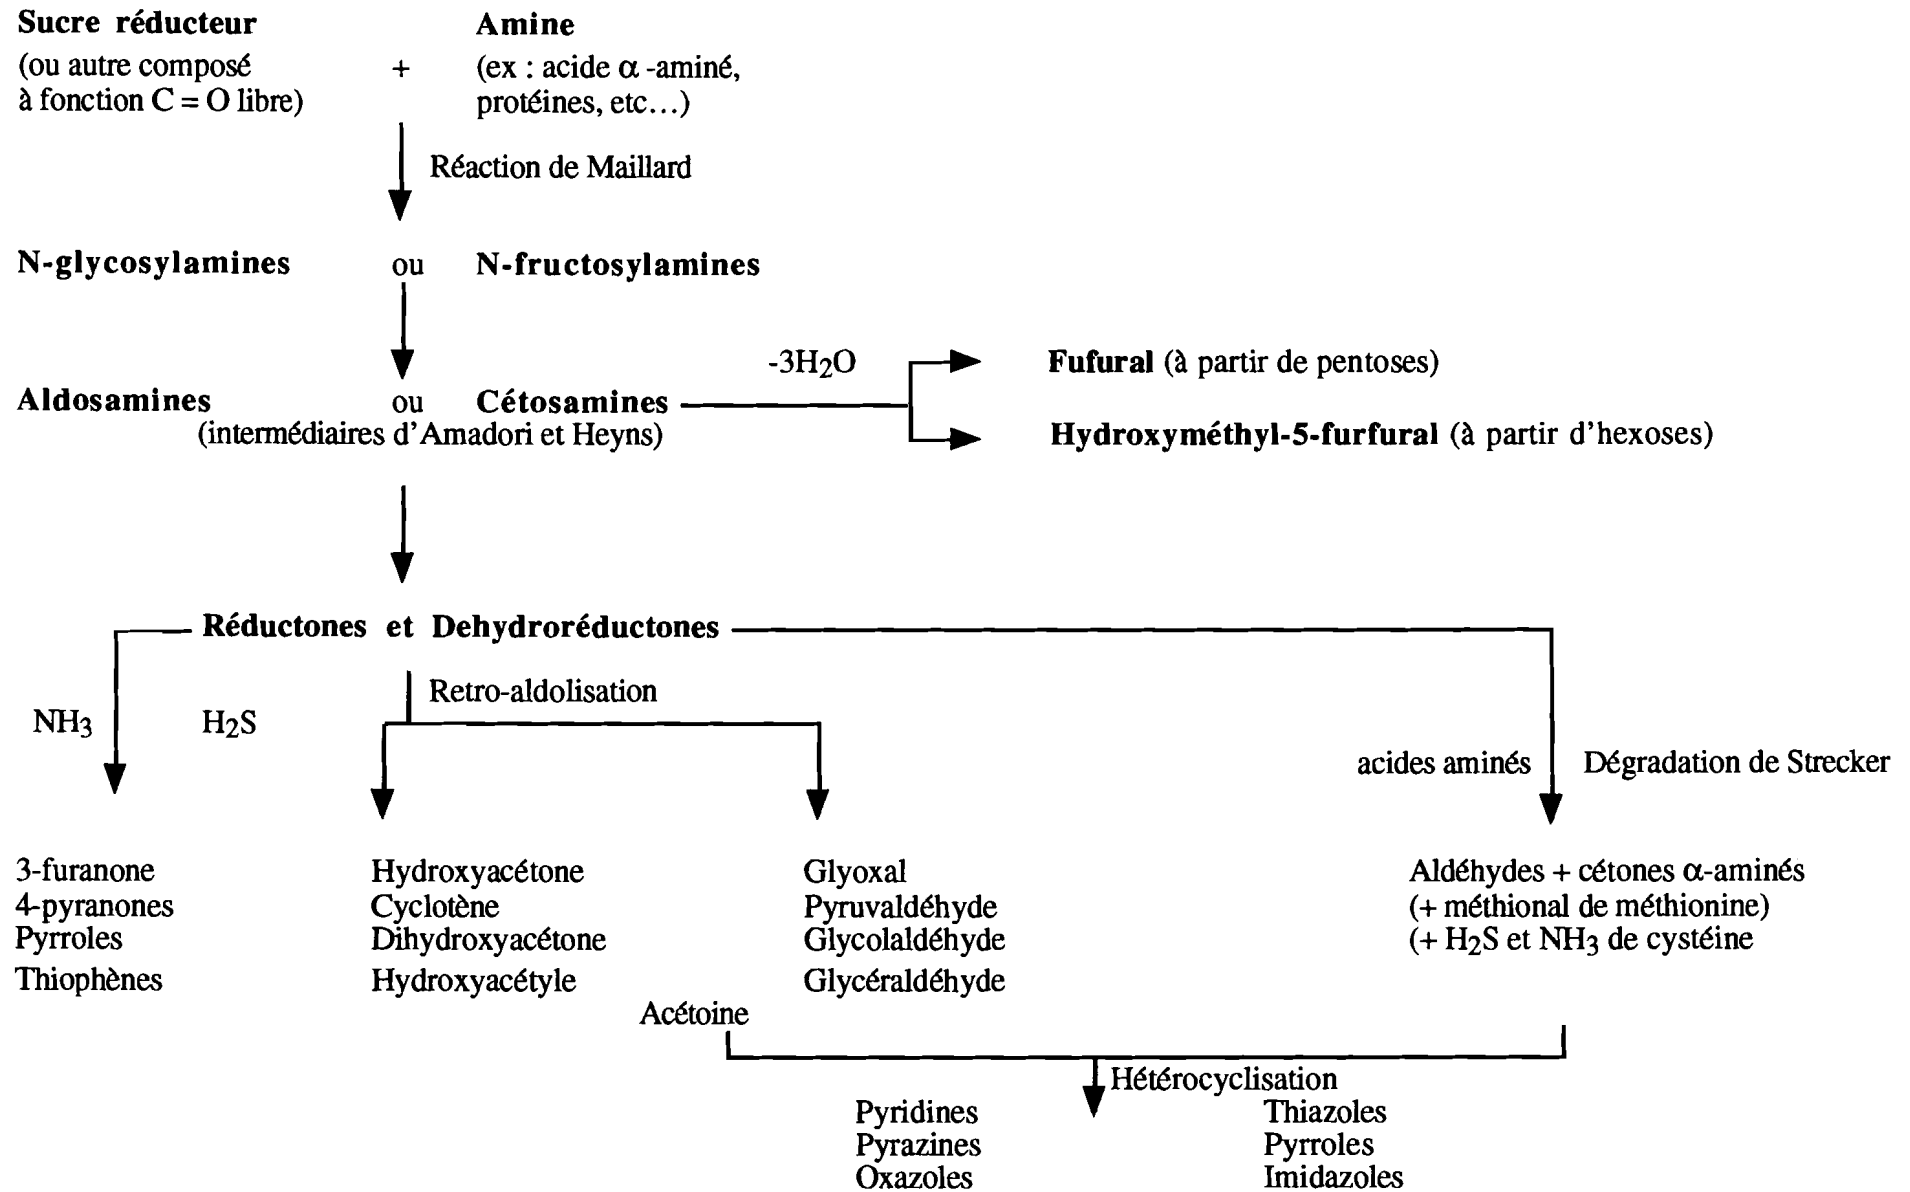 Sucre réducteur
Amine
(ou autre composé
à fonction C = O libre)
+
(ex : acide α -aminé,
protéines, etc…)
Réaction de Maillard
N-glycosylamines ou N-fructosylamines
-3H₂O
Fufural (à partir de pentoses)
Aldosamines ou Cétosamines
(intermédiaires d'Amadori et Heyns)
Hydroxyméthyl-5-furfural (à partir d'hexoses)
Réductones et Dehydroréductones
Retro-aldolisation
NH₃
H₂S
acides aminés
Dégradation de Strecker
3-furanone
4-pyranones
Pyrroles
Thiophènes
Hydroxyacétone
Cyclotène
Dihydroxyacétone
Hydroxyacétyle
Glyoxal
Pyruvaldéhyde
Glycolaldéhyde
Glycéraldéhyde
Acétoine
Aldéhydes + cétones α-aminés
(+ méthional de méthionine)
(+ H₂S et NH₃ de cystéine
Hétérocyclisation
Pyridines
Pyrazines
Oxazoles
Thiazoles
Pyrroles
Imidazoles